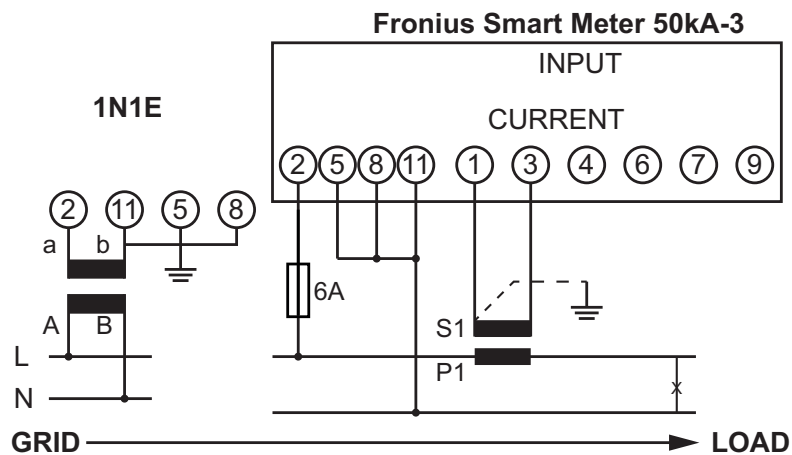 Fronius Smart Meter 50kA-3
INPUT
1N1E
CURRENT
2 5 8 11 1 3 4 6 7 9
2 11 5 8
a b
6A
A B
S1
L
P1
x
N
GRID LOAD